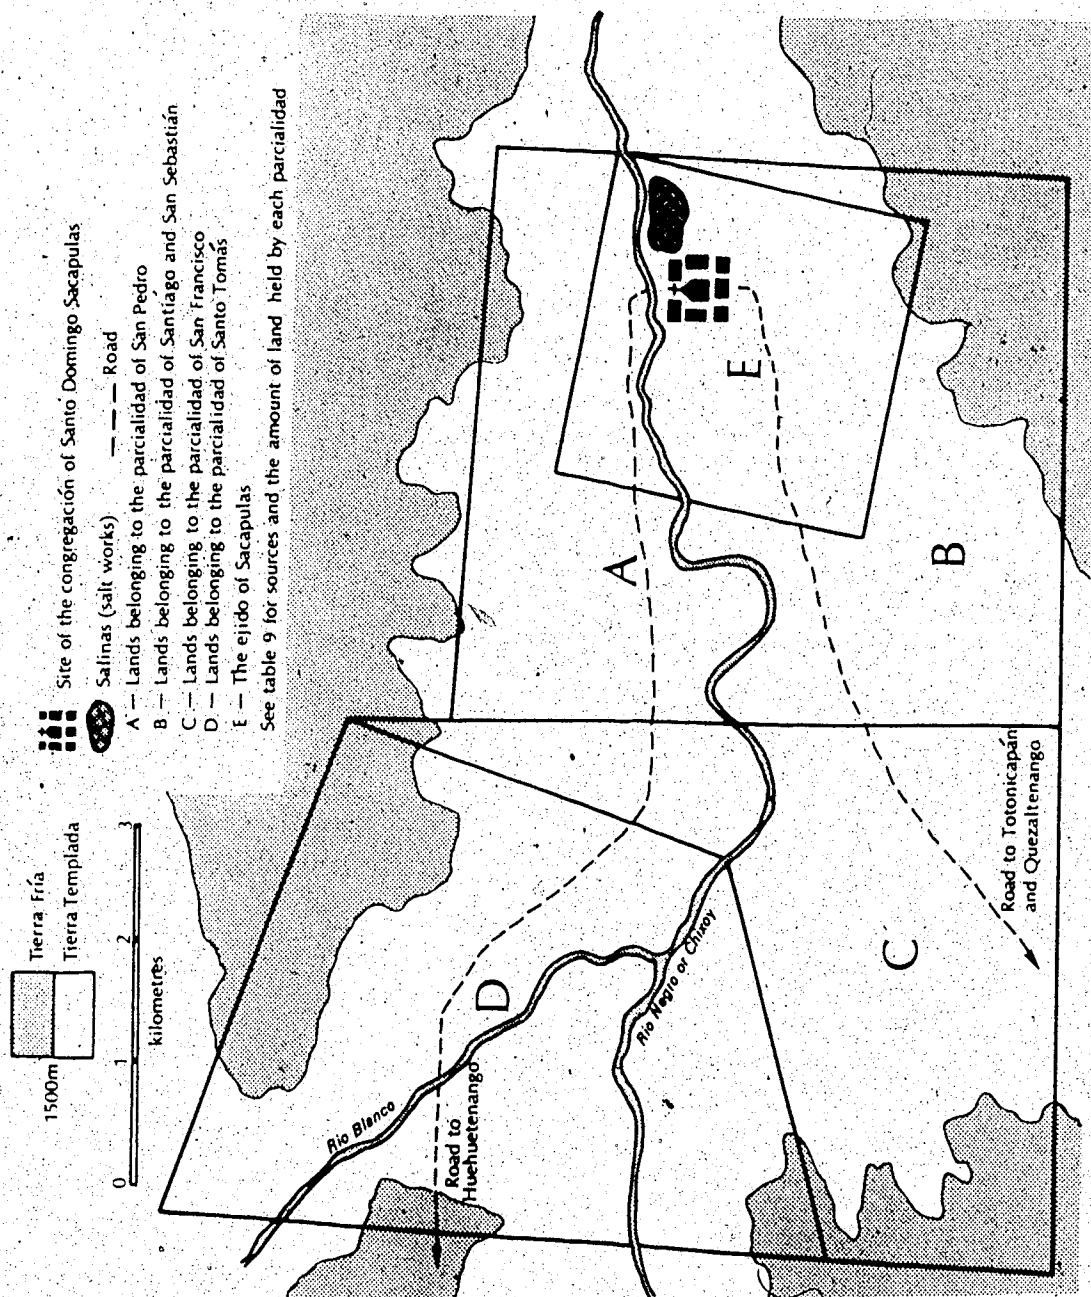 Tierra Fría
1500m
Tierra Templada
0 1 2 3
kilometres
Site of the congregación of Santo Domingo Sacapulas
Salinas (salt works) — — — Road
A — Lands belonging to the parcialidad of San Pedro
B — Lands belonging to the parcialidad of Santiago and San Sebastián
C — Lands belonging to the parcialidad of San Francisco
D — Lands belonging to the parcialidad of Santo Tomás
E — The ejido of Sacapulas
See table 9 for sources and the amount of land held by each parcialidad
Rio Blanco
Road to
Huehuetenango
D
A
Rio Negro or Chixoy
E
C
B
Road to Totonicapán
and Quezaltenango